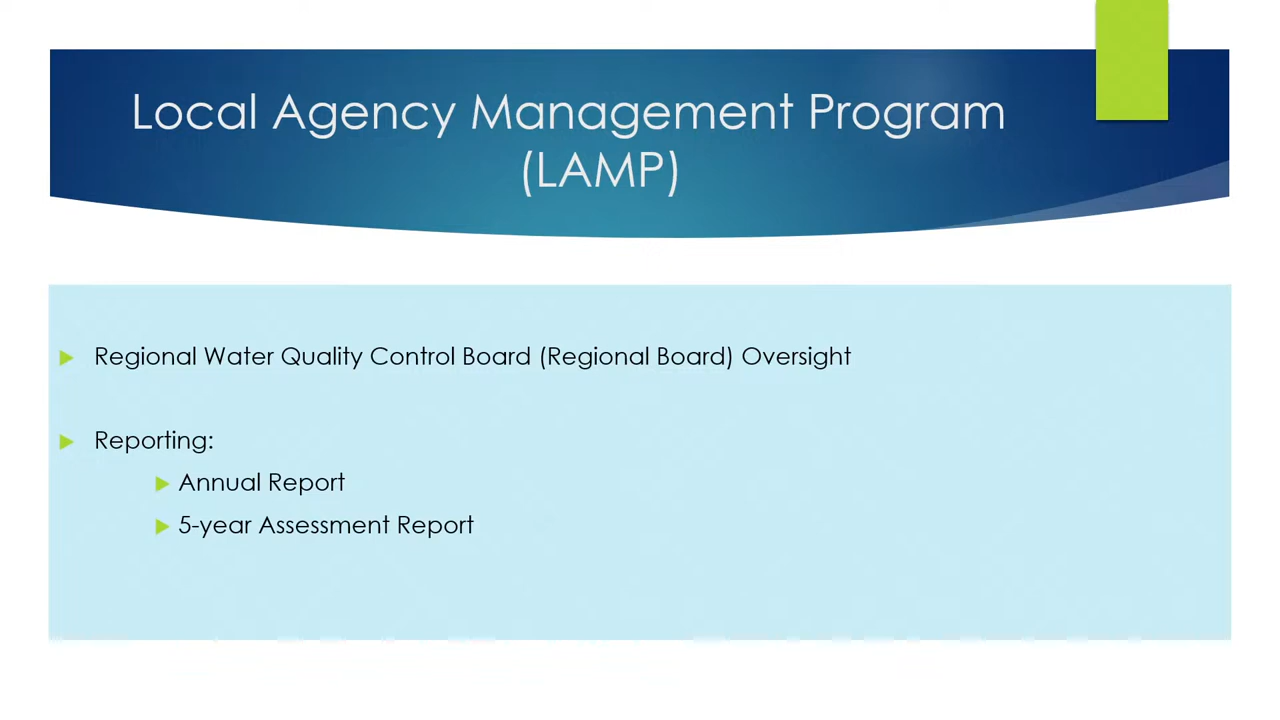 Local Agency Management Program
(LAMP)
Regional Water Quality Control Board (Regional Board) Oversight
Reporting:
Annual Report
5-year Assessment Report